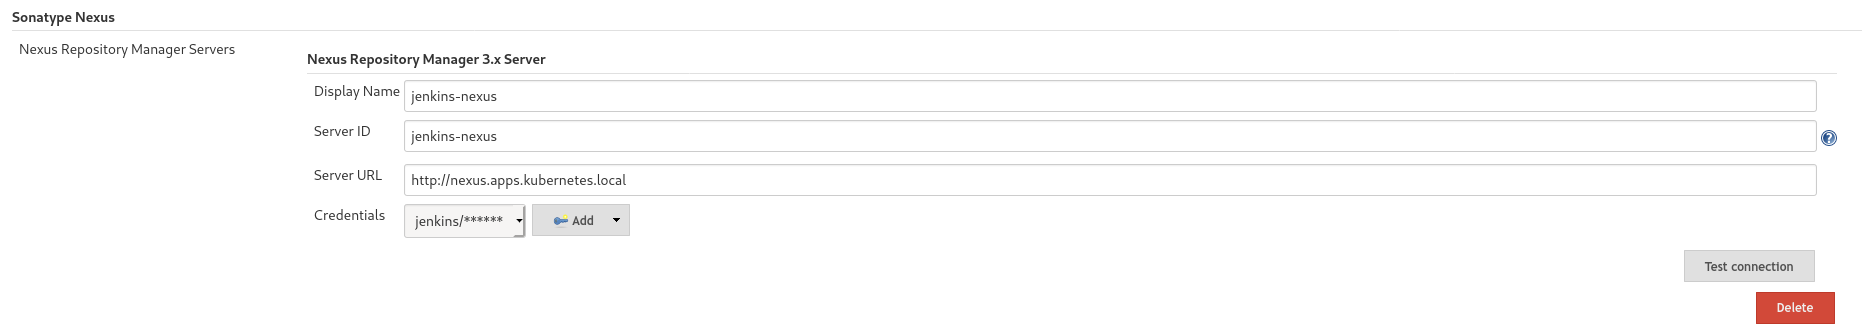 Sonatype Nexus
Nexus Repository Manager Servers
Nexus Repository Manager 3.x Server
Display Name jenkins-nexus
Server ID jenkins-nexus ?
Server URL http://nexus.apps.kubernetes.local
Credentials jenkins/****** Add
Test connection
Delete